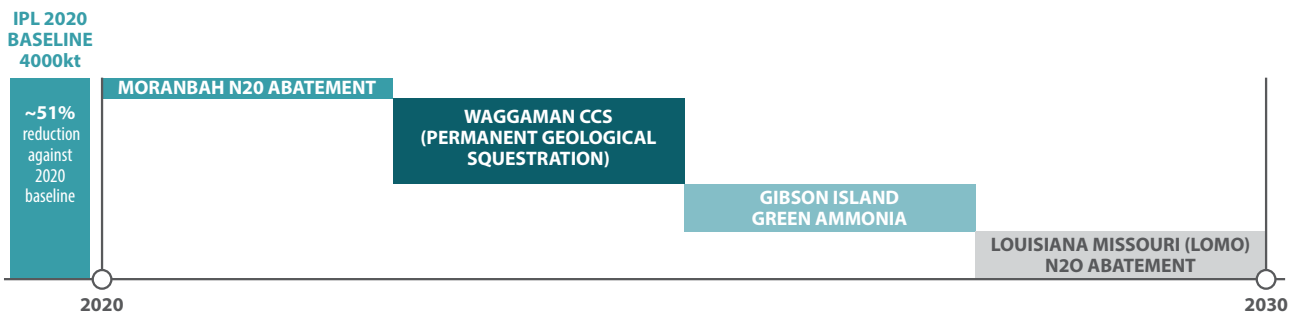 IPL 2020
BASELINE
4000kt
~51%
reduction
against
2020
baseline
MORANBAH N20 ABATEMENT
WAGGAMAN CCS
(PERMANENT GEOLOGICAL
SQUESTRATION)
GIBSON ISLAND
GREEN AMMONIA
LOUISIANA MISSOURI (LOMO)
N2O ABATEMENT
2020
2030